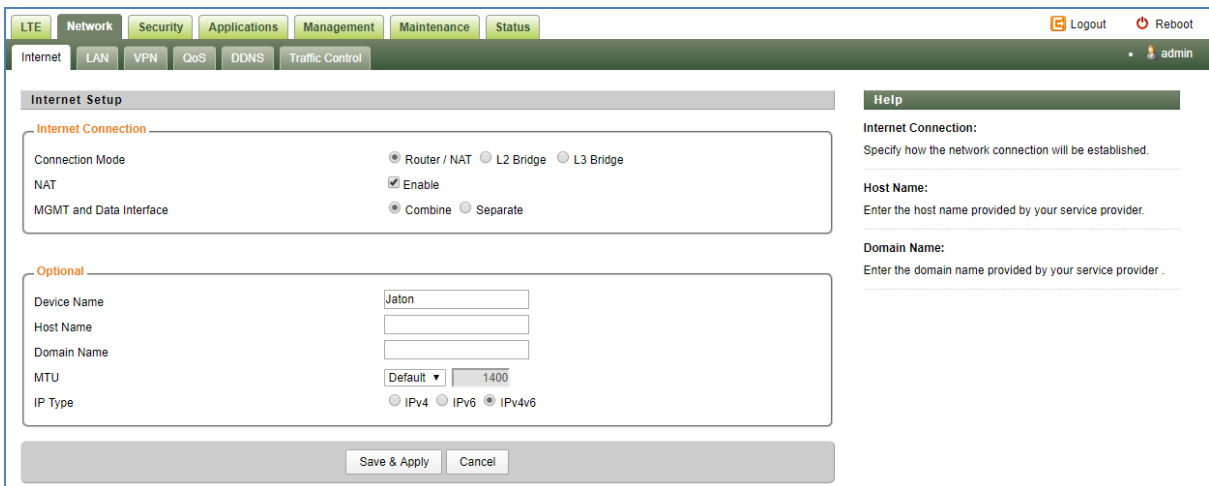 LTE Network Security Applications Management Maintenance Status Logout Reboot
Internet LAN VPN QoS DDNS Traffic Control admin
Internet Setup
Internet Connection
Connection Mode Router / NAT L2 Bridge L3 Bridge
NAT Enable
MGMT and Data Interface Combine Separate
Optional
Device Name Jaton
Host Name
Domain Name
MTU Default 1400
IP Type IPv4 IPv6 IPv4v6
Save & Apply Cancel
Help
Internet Connection:
Specify how the network connection will be established.
Host Name:
Enter the host name provided by your service provider.
Domain Name:
Enter the domain name provided by your service provider .